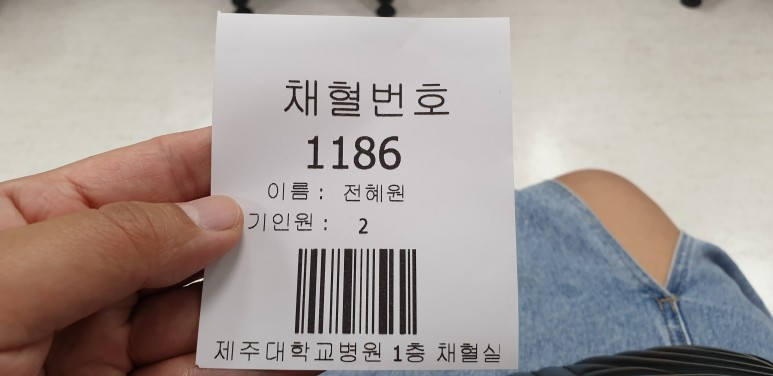 채혈번호
1186
이름 : 전혜원
기인원 : 2
제주대학교병원 1층 채혈실